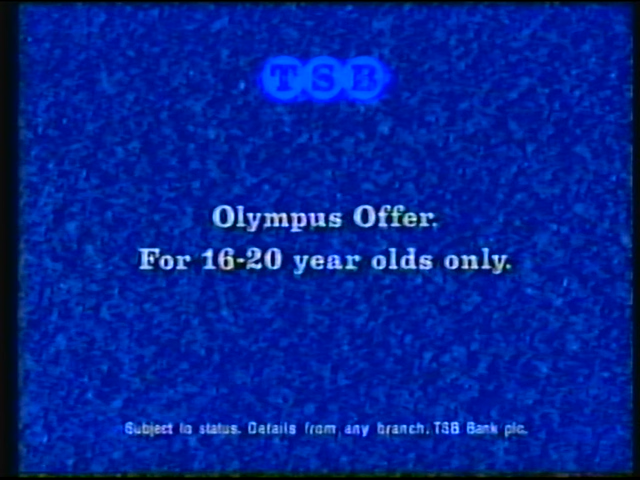 TSB
Olympus Offer.
For 16-20 year olds only.
Subject to status. Details from any branch. TSB Bank plc.